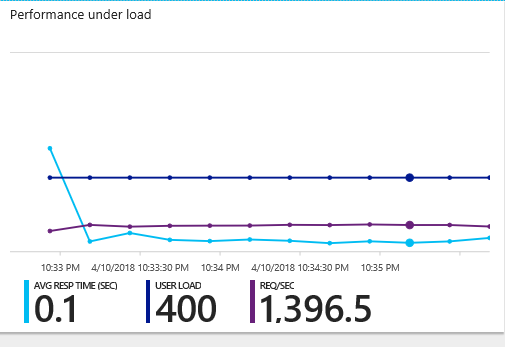 Performance under load
10:33 PM 4/10/2018 10:33:30 PM 10:34 PM 4/10/2018 10:34:30 PM 10:35 PM
AVG RESP TIME (SEC) USER LOAD REQ/SEC
0.1 400 1,396.5